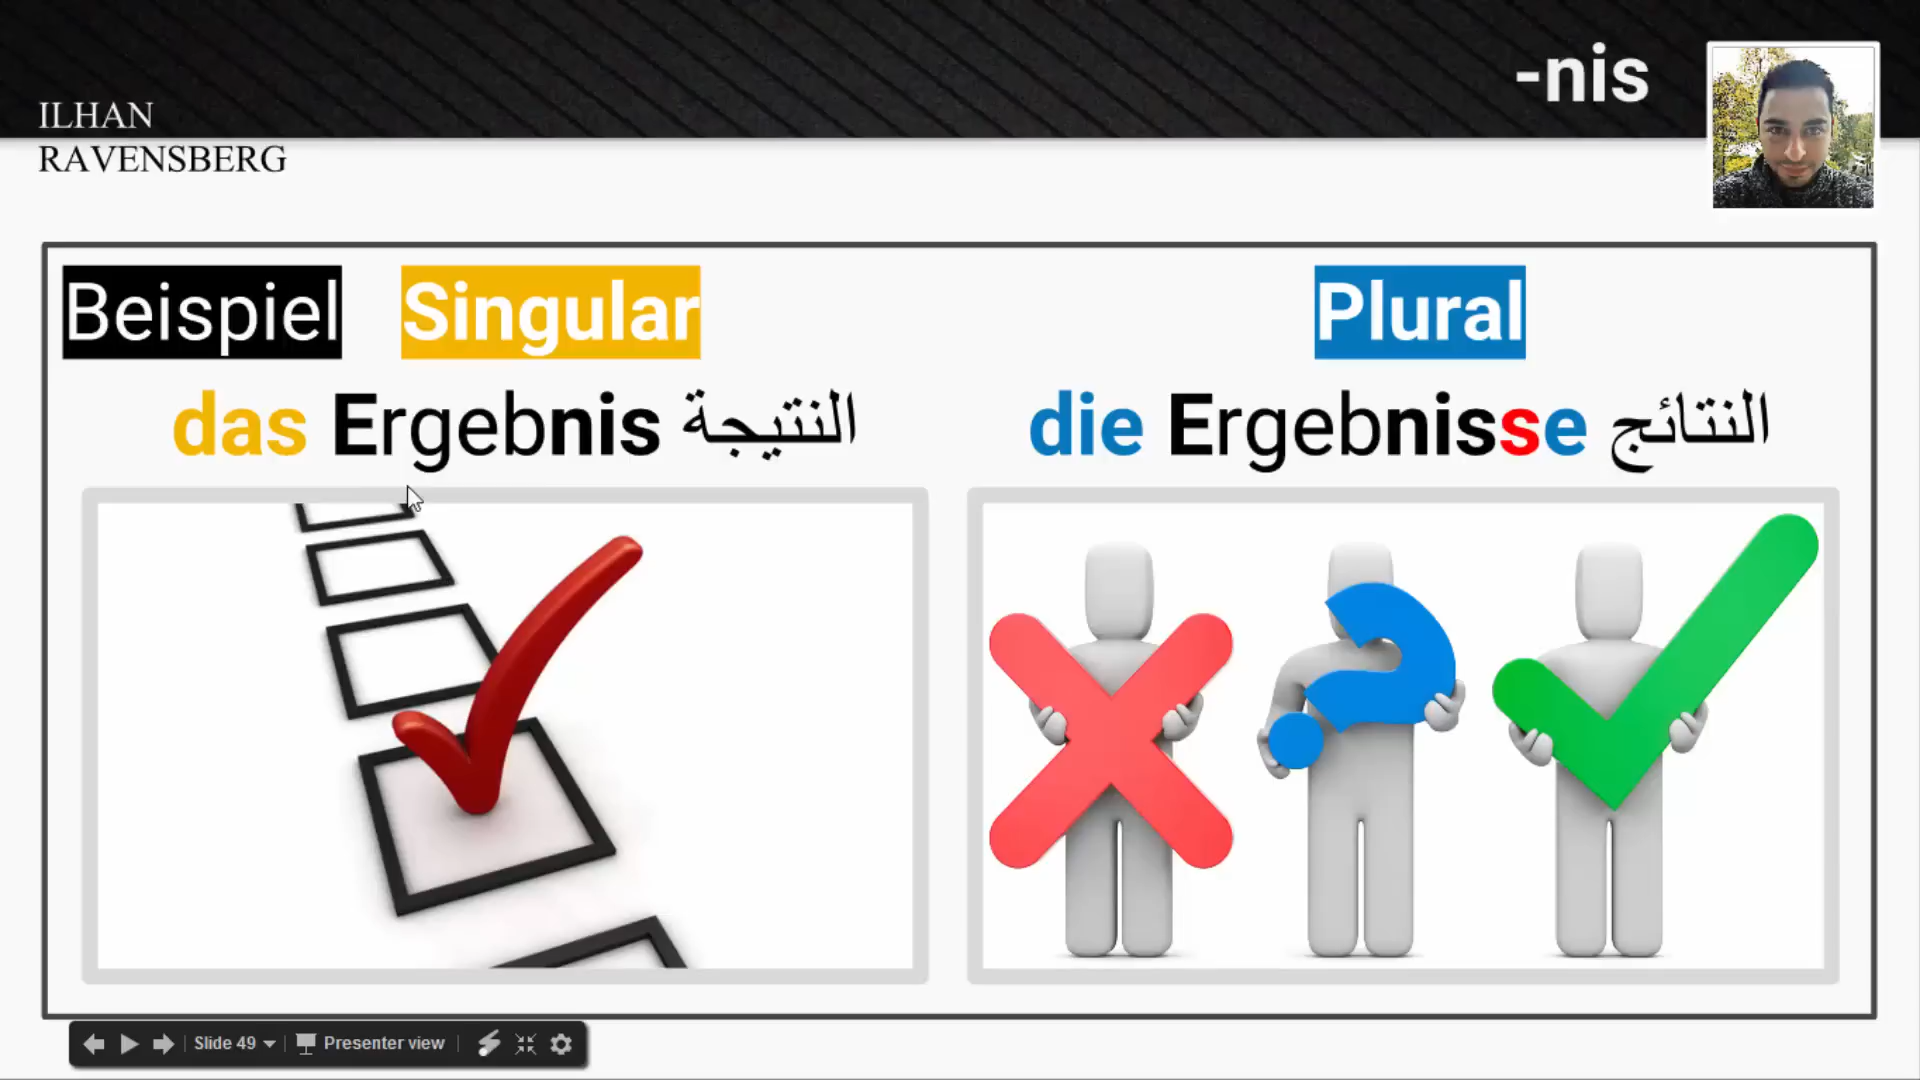 -nis
ILHAN
RAVENSBERG
Beispiel Singular Plural
das Ergebnis النتيجة die Ergebnisse النتائج
Slide 49 Presenter view